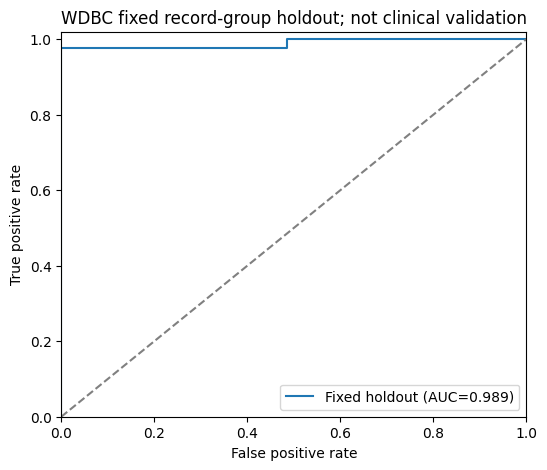 WDBC fixed record-group holdout; not clinical validation
1.0
0.8
0.6
0.4
0.2
0.0
True positive rate
Fixed holdout (AUC=0.989)
0.0 0.2 0.4 0.6 0.8 1.0
False positive rate